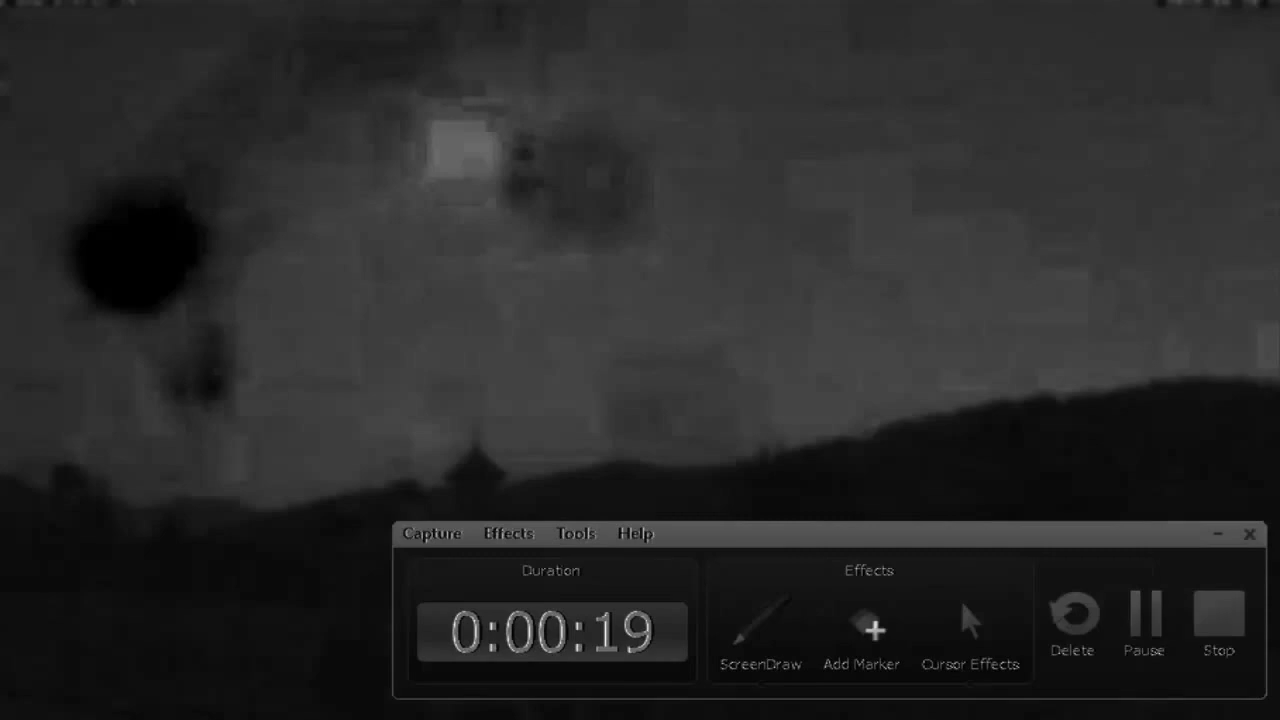 Capture Effects Tools Help
Duration
Effects
0:00:19
ScreenDraw
Add Marker
Cursor Effects
Delete
Pause
Stop